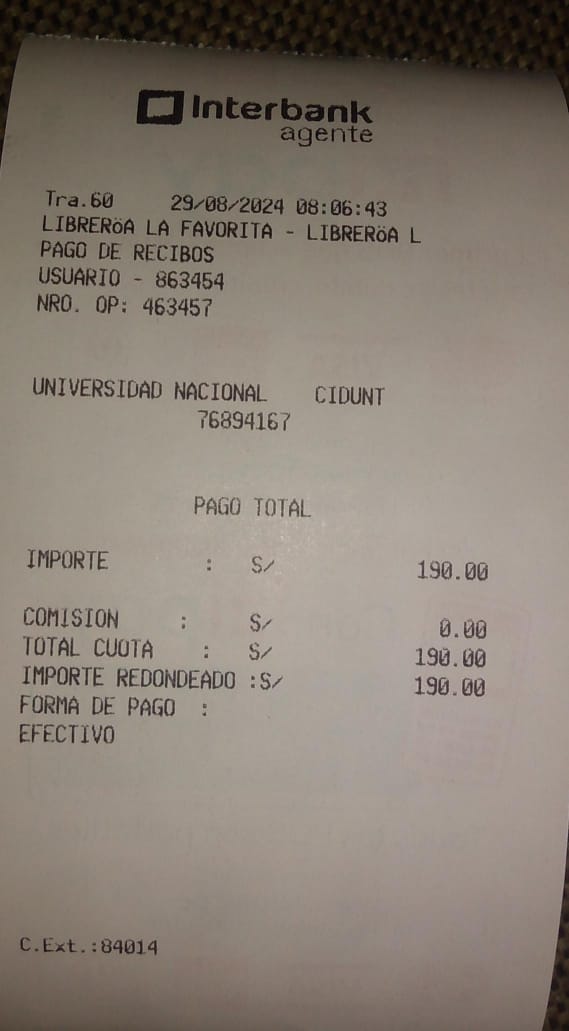 Interbank
agente
Tra.60 29/08/2024 08:06:43
LIBRERöA LA FAVORITA - LIBRERöA L
PAGO DE RECIBOS
USUARIO - 863454
NRO. OP: 463457
UNIVERSIDAD NACIONAL CIDUNT
76894167
PAGO TOTAL
IMPORTE : S/ 190.00
COMISION : S/ 0.00
TOTAL CUOTA : S/ 190.00
IMPORTE REDONDEADO :S/ 190.00
FORMA DE PAGO :
EFECTIVO
C.Ext.:84014